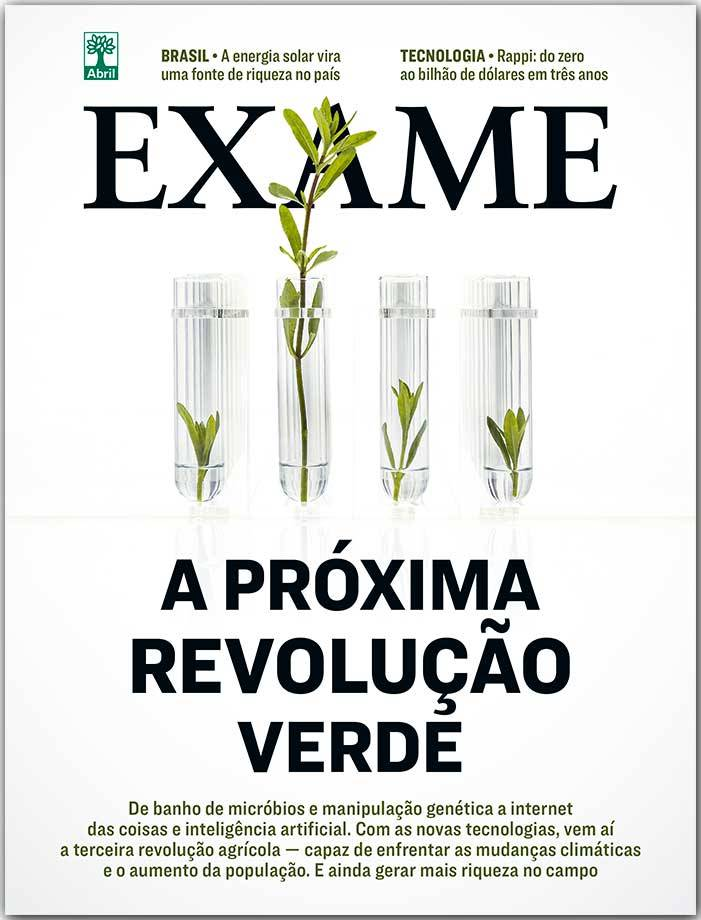 Abril
BRASIL • A energia solar vira
uma fonte de riqueza no país
TECNOLOGIA • Rappi: do zero
ao bilhão de dólares em três anos
EXAME
A PRÓXIMA
REVOLUÇÃO
VERDE
De banho de micróbios e manipulação genética a internet
das coisas e inteligência artificial. Com as novas tecnologias, vem aí
a terceira revolução agrícola — capaz de enfrentar as mudanças climáticas
e o aumento da população. E ainda gerar mais riqueza no campo